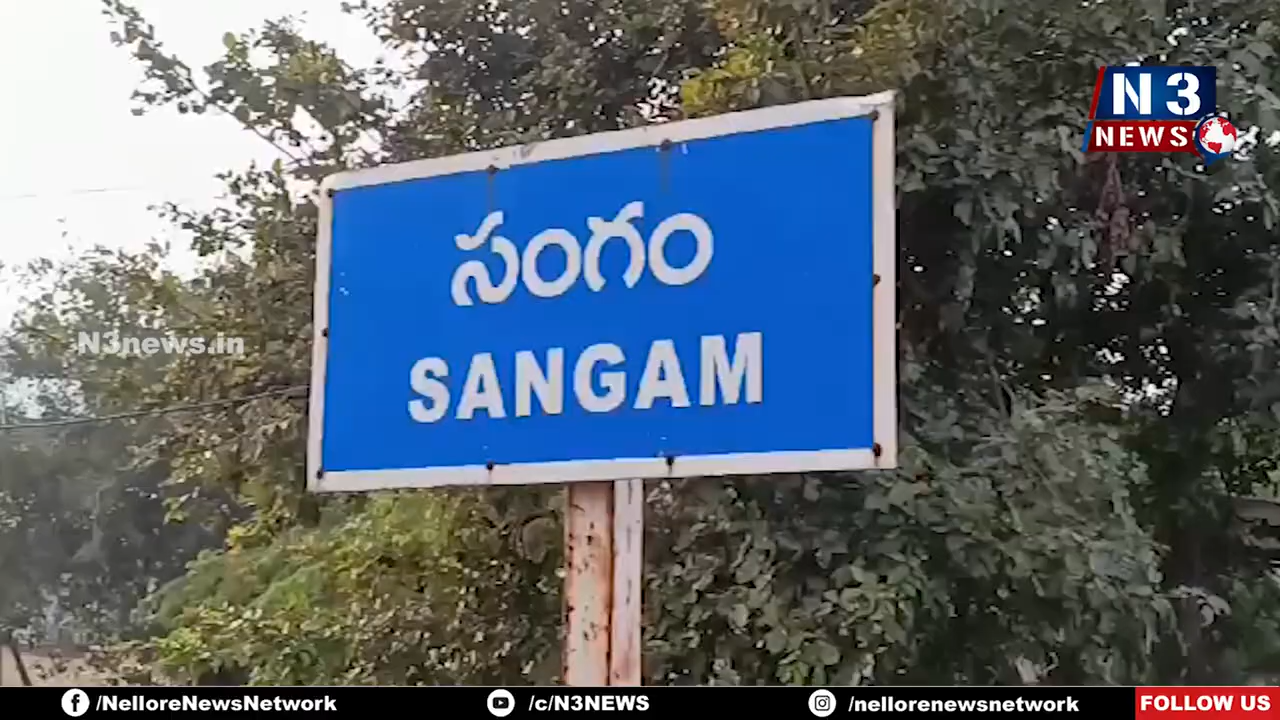 N3
NEWS
సంగం
N3news.in
SANGAM
/NelloreNewsNetwork /c/N3NEWS /nellorenewsnetwork FOLLOW US